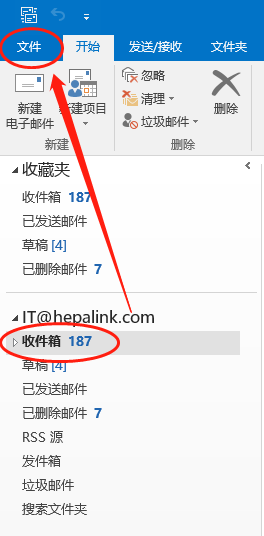 文件 开始 发送/接收 文件夹
新建
电子邮件
新建项目
忽略
清理
垃圾邮件
删除
新建 删除
收藏夹
收件箱 187
已发送邮件
草稿 [4]
已删除邮件 7
IT@hepalink.com
收件箱 187
草稿 [4]
已发送邮件
已删除邮件 7
RSS 源
发件箱
垃圾邮件
搜索文件夹